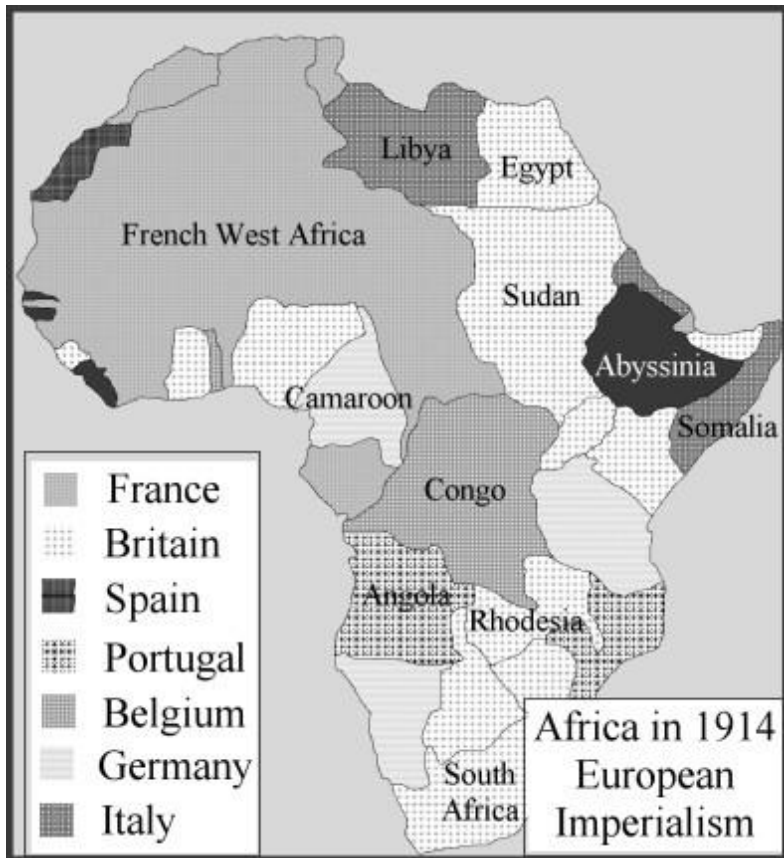 Libya
Egypt
French West Africa
Sudan
Abyssinia
Camaroon
Somalia
Congo
Angola
Rhodesia
South
Africa
France
Britain
Spain
Portugal
Belgium
Germany
Italy
Africa in 1914
European
Imperialism